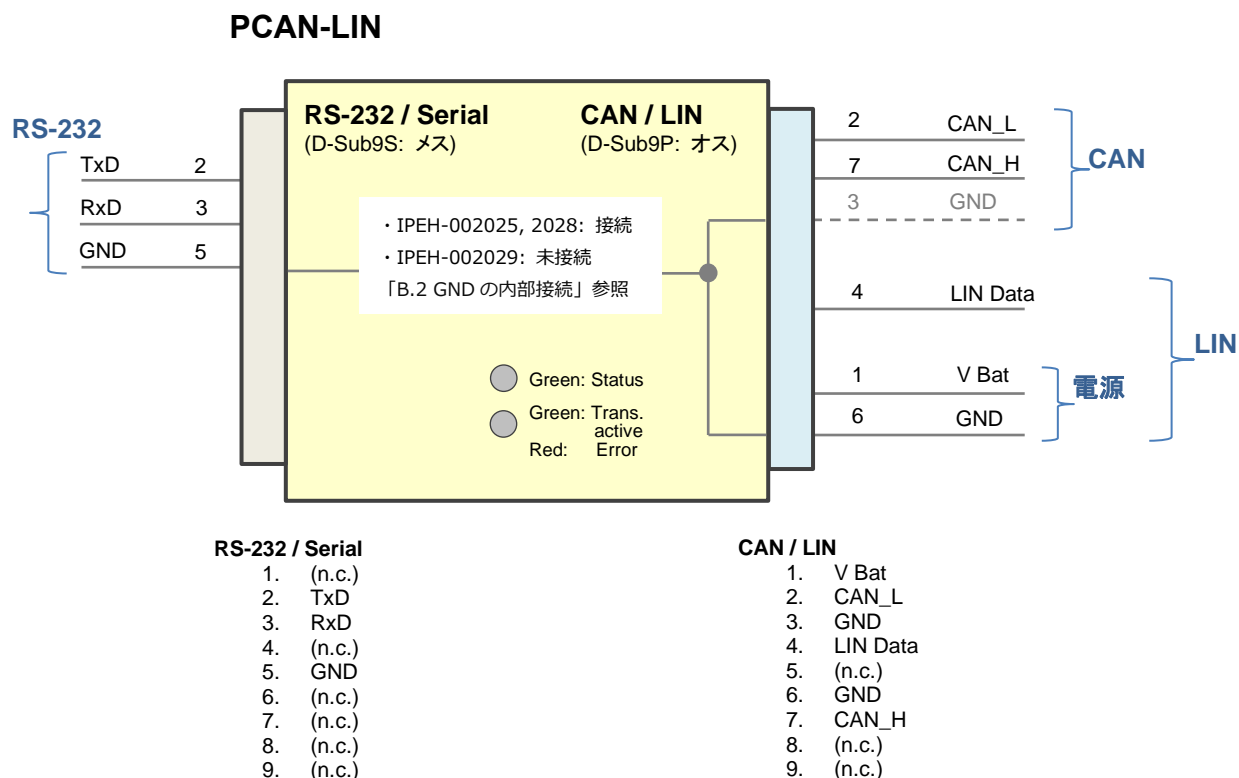 PCAN-LIN
RS-232 / Serial
(D-Sub9S: メス)
CAN / LIN
(D-Sub9P: オス)
RS-232
TxD 2
RxD 3
GND 5
・IPEH-002025, 2028: 接続
・IPEH-002029: 未接続
「B.2 GND の内部接続」参照
Green: Status
Green: Trans.
active
Red: Error
2 CAN_L
7 CAN_H
3 GND
CAN
4 LIN Data
1 V Bat
6 GND
電源
LIN
RS-232 / Serial
1. (n.c.)
2. TxD
3. RxD
4. (n.c.)
5. GND
6. (n.c.)
7. (n.c.)
8. (n.c.)
9. (n.c.)
CAN / LIN
1. V Bat
2. CAN_L
3. GND
4. LIN Data
5. (n.c.)
6. GND
7. CAN_H
8. (n.c.)
9. (n.c.)